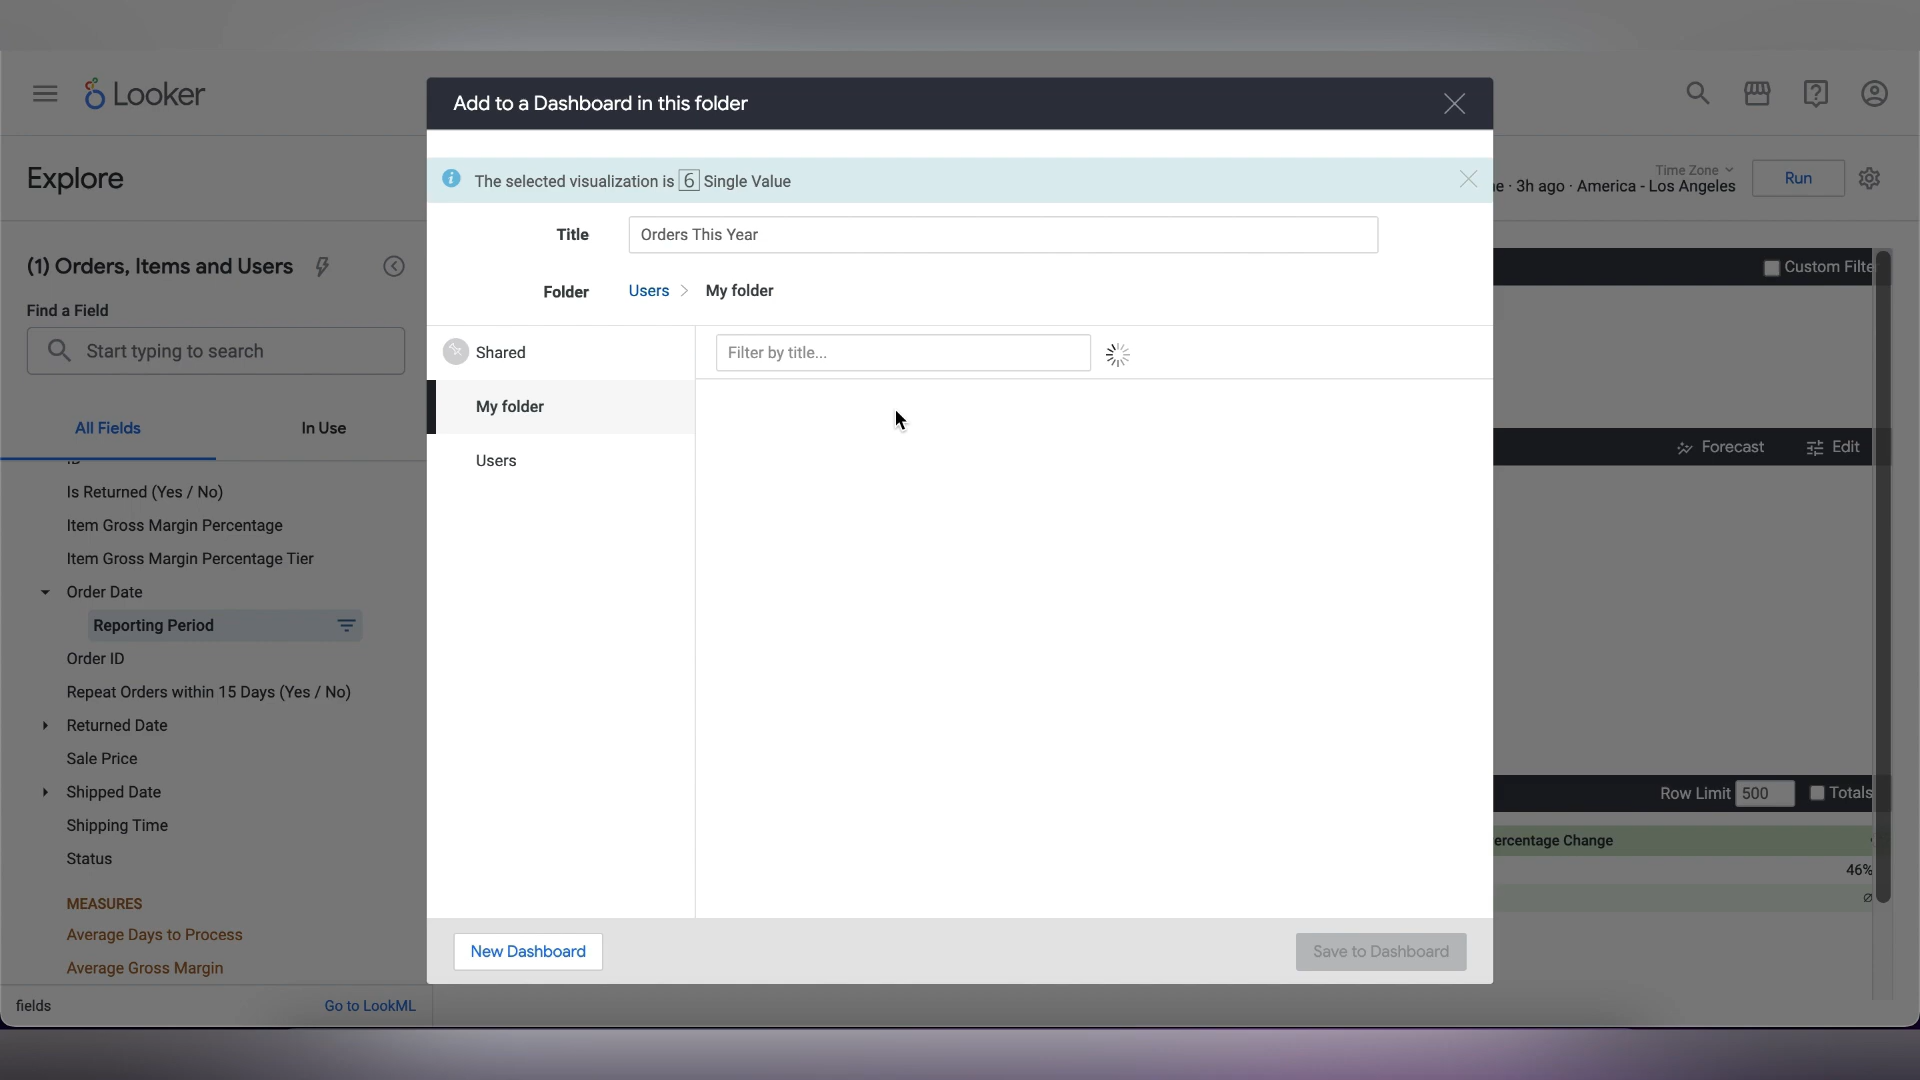 Looker
Explore
(1) Orders, Items and Users
Find a Field
Start typing to search
All Fields
In Use
Is Returned (Yes / No)
Item Gross Margin Percentage
Item Gross Margin Percentage Tier
Order Date
Reporting Period
Order ID
Repeat Orders within 15 Days (Yes / No)
Returned Date
Sale Price
Shipped Date
Shipping Time
Status
MEASURES
Average Days to Process
Average Gross Margin
fields
Go to LookML
Add to a Dashboard in this folder
The selected visualization is 6 Single Value
Title
Orders This Year
Folder
Users > My folder
Shared
My folder
Users
Filter by title...
New Dashboard
Save to Dashboard
Time Zone
· 3h ago · America - Los Angeles
Run
Custom Filte
Forecast
Edit
Row Limit 500
Totals
ercentage Change
46%
∅